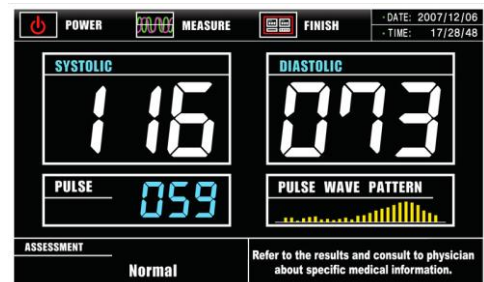 POWER MEASURE FINISH · DATE: 2007/12/06
· TIME: 17/28/48
SYSTOLIC
116
DIASTOLIC
073
PULSE
059
PULSE WAVE PATTERN
ASSESSMENT
Normal
Refer to the results and consult to physician
about specific medical information.